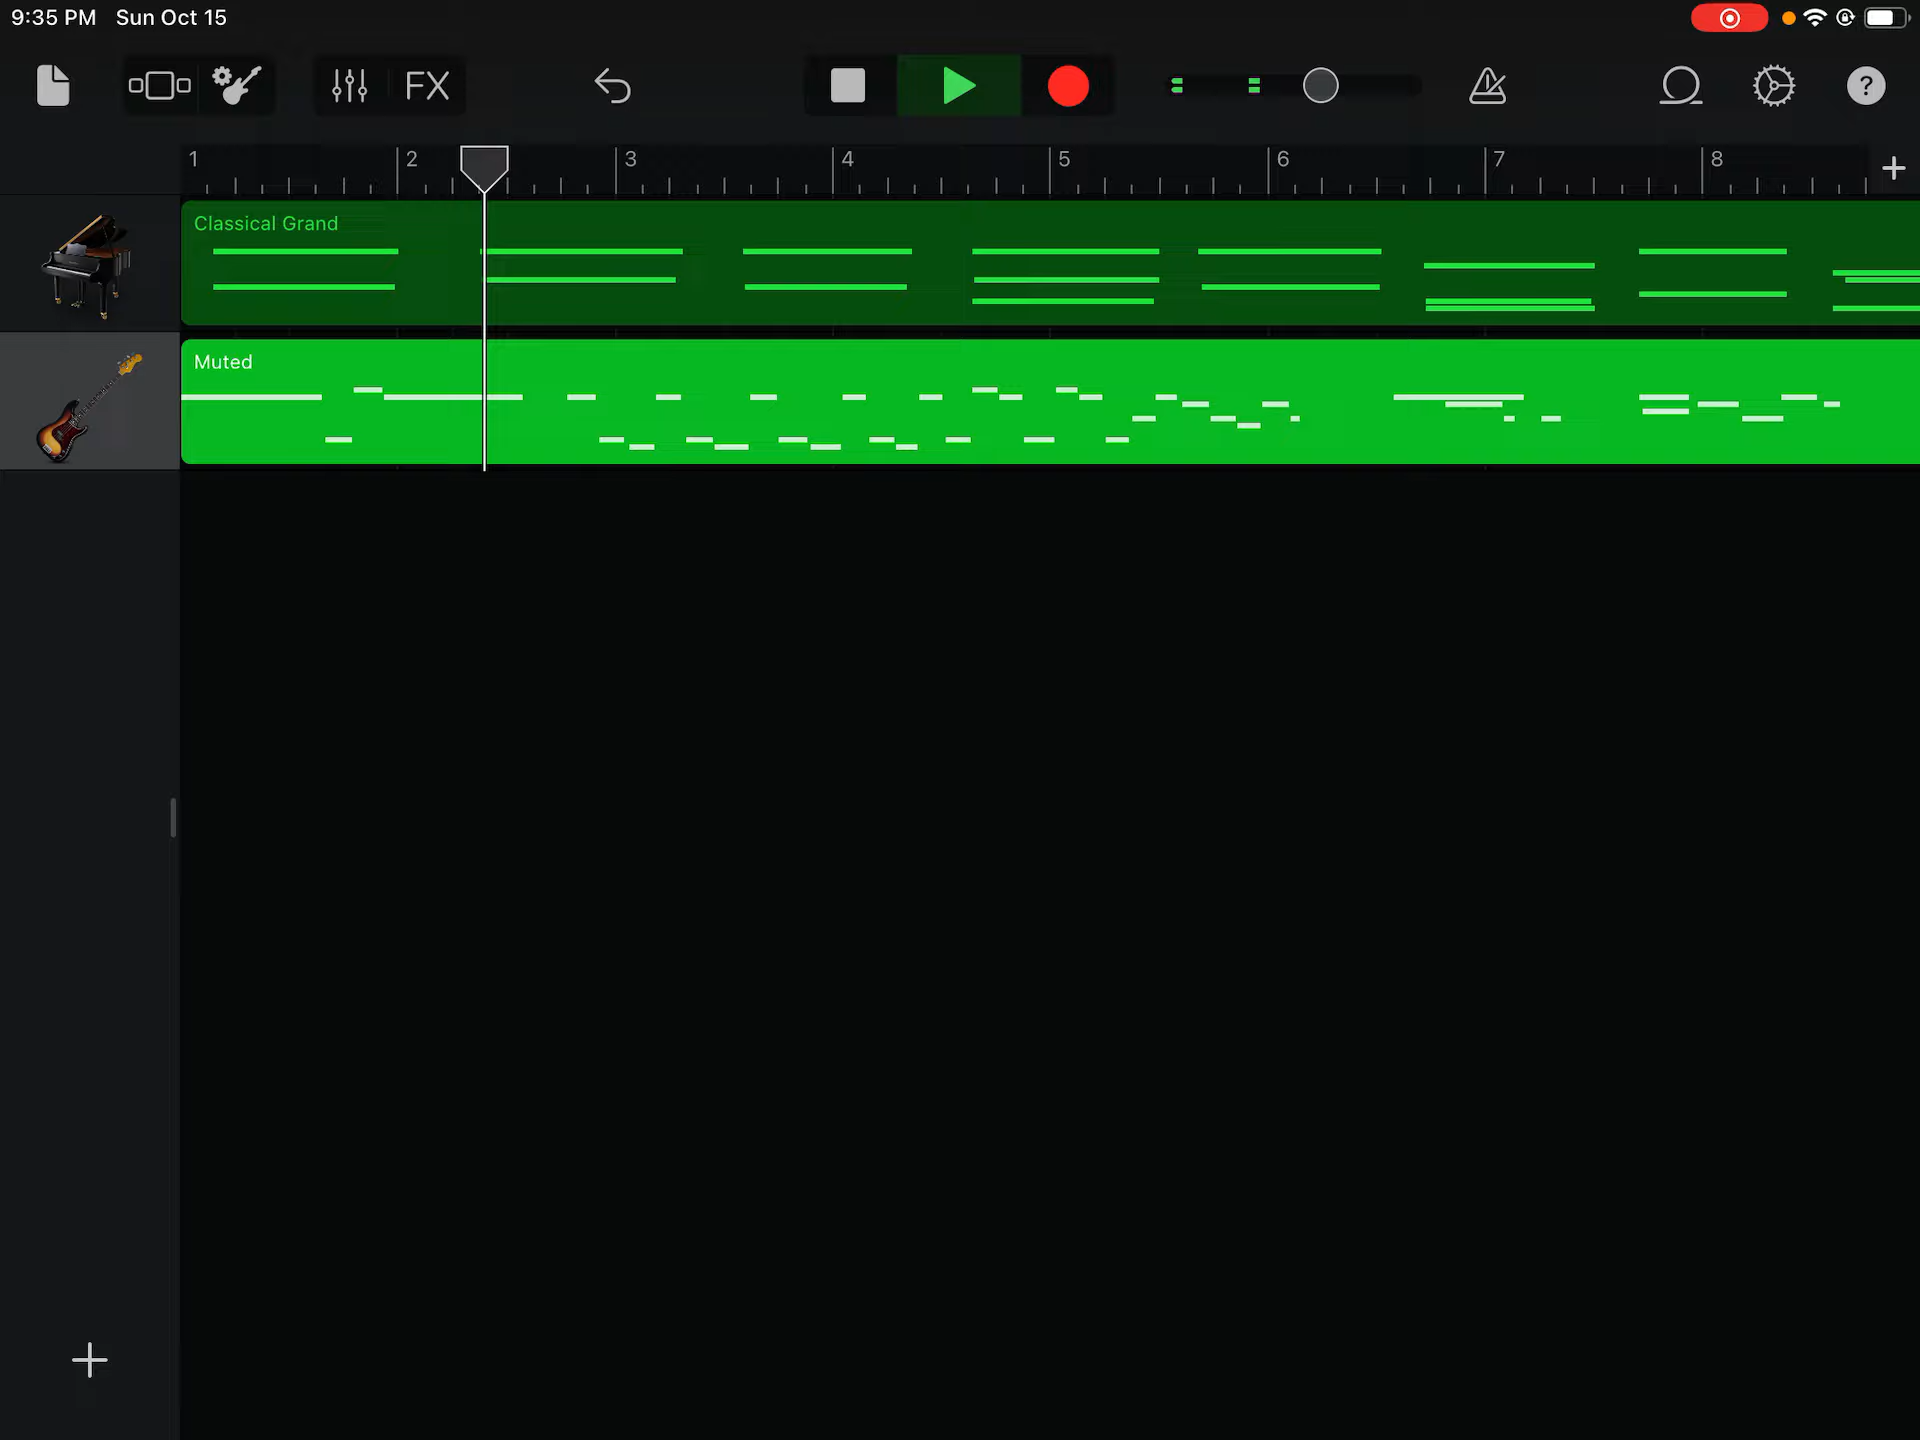 9:35 PM Sun Oct 15
FX
?
1 2 3 4 5 6 7 8 +
Classical Grand
Muted
+